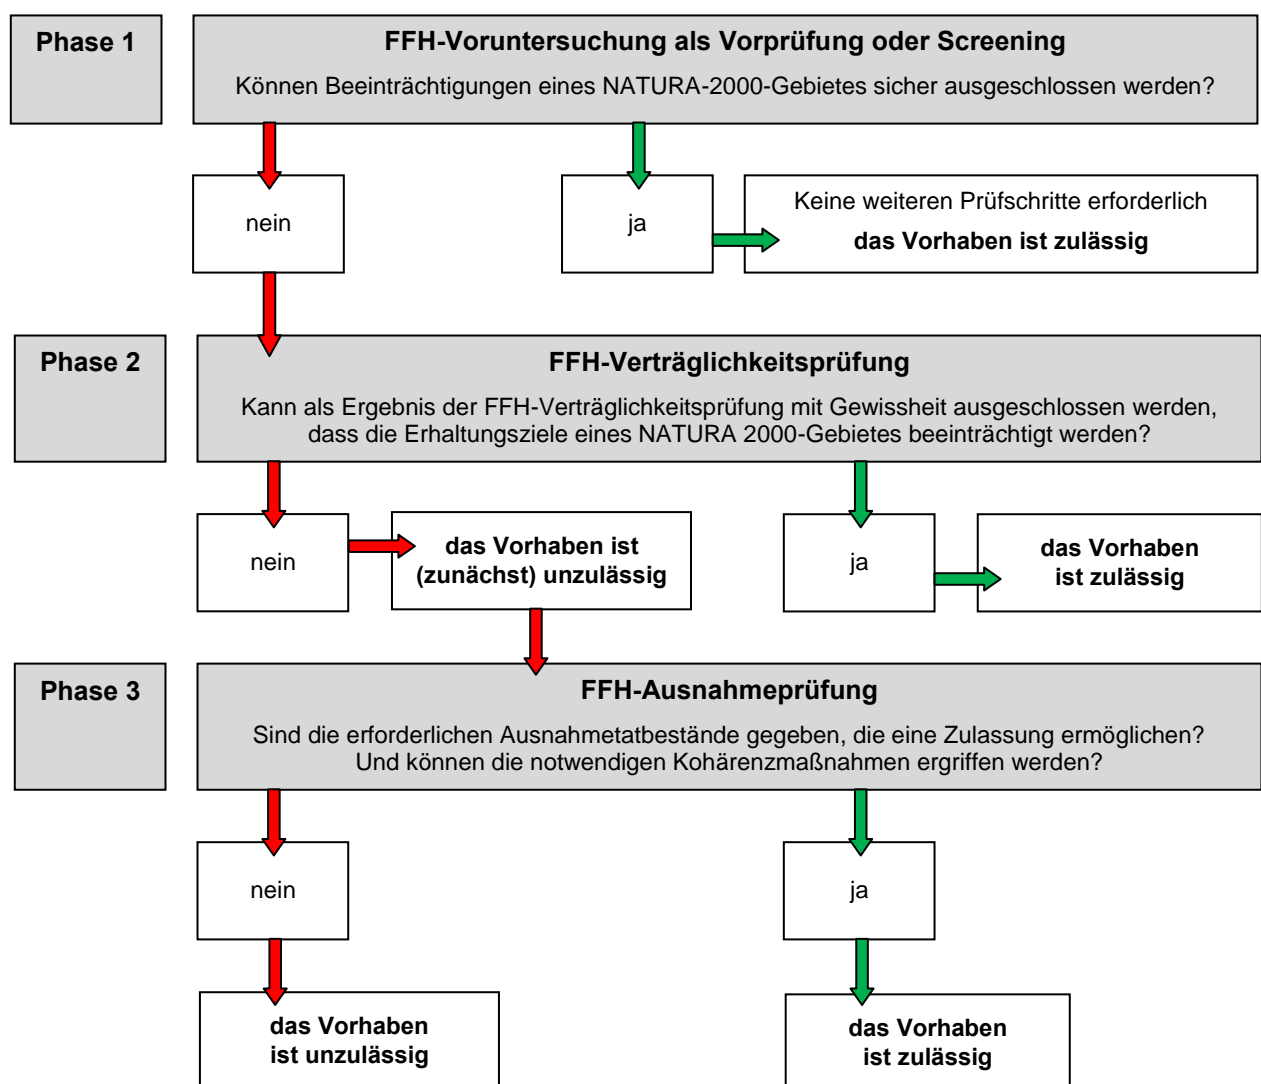 Phase 1
FFH-Voruntersuchung als Vorprüfung oder Screening
Können Beeinträchtigungen eines NATURA-2000-Gebietes sicher ausgeschlossen werden?
nein
ja
Keine weiteren Prüfschritte erforderlich
das Vorhaben ist zulässig
Phase 2
FFH-Verträglichkeitsprüfung
Kann als Ergebnis der FFH-Verträglichkeitsprüfung mit Gewissheit ausgeschlossen werden,
dass die Erhaltungsziele eines NATURA 2000-Gebietes beeinträchtigt werden?
nein
das Vorhaben ist
(zunächst) unzulässig
ja
das Vorhaben
ist zulässig
Phase 3
FFH-Ausnahmeprüfung
Sind die erforderlichen Ausnahmetatbestände gegeben, die eine Zulassung ermöglichen?
Und können die notwendigen Kohärenzmaßnahmen ergriffen werden?
nein
ja
das Vorhaben
ist unzulässig
das Vorhaben
ist zulässig